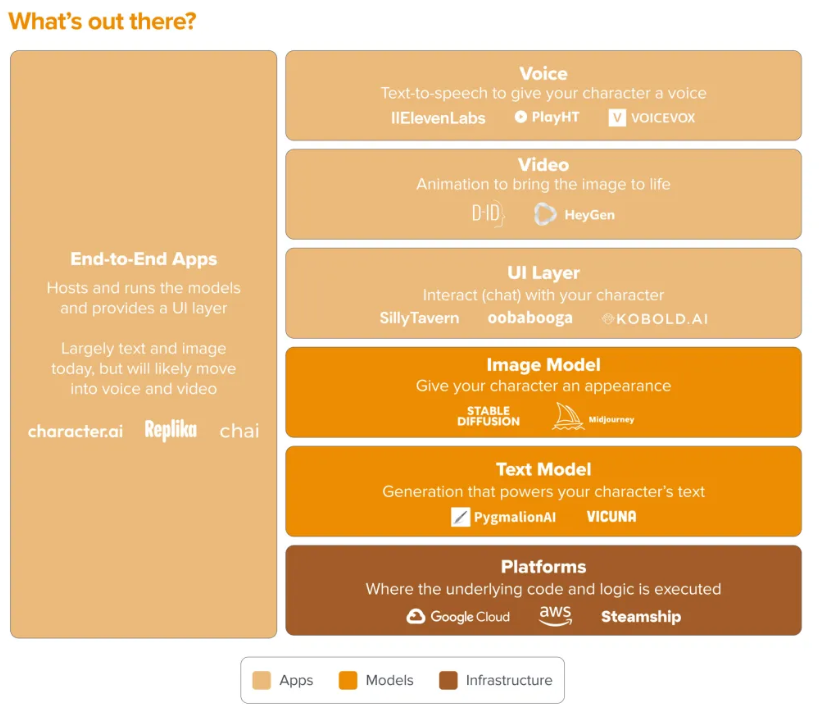 What's out there?
End-to-End Apps
Hosts and runs the models
and provides a UI layer
Largely text and image
today, but will likely move
into voice and video
character.ai Replika chai
Voice
Text-to-speech to give your character a voice
IIElevenLabs PlayHT V VOICEVOX
Video
Animation to bring the image to life
D-ID HeyGen
UI Layer
Interact (chat) with your character
SillyTavern oobabooga KOBOLD.AI
Image Model
Give your character an appearance
STABLE
DIFFUSION Midjourney
Text Model
Generation that powers your character's text
PygmalionAI VICUNA
Platforms
Where the underlying code and logic is executed
Google Cloud aws Steamship
Apps Models Infrastructure